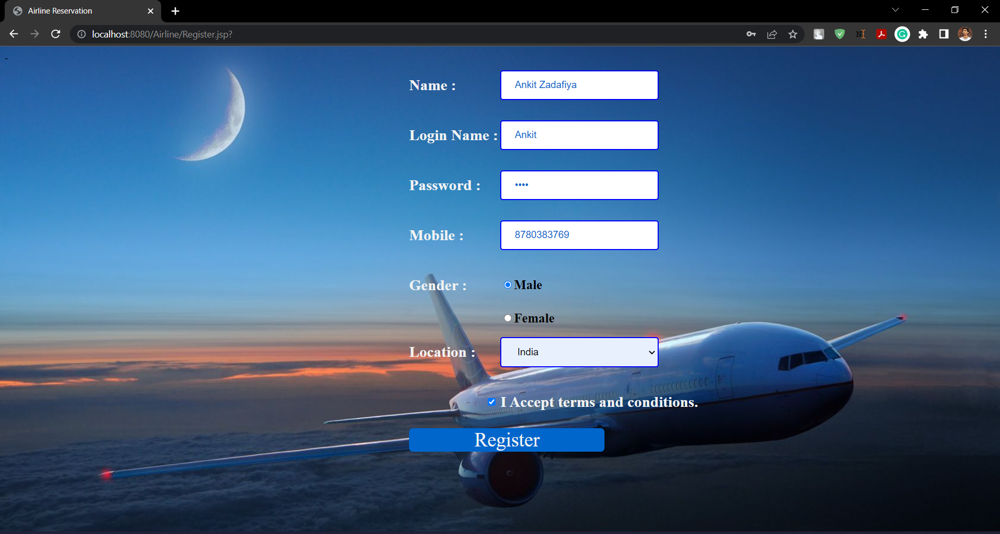 Airline Reservation
localhost:8080/Airline/Register.jsp?
-
Name : Ankit Zadafiya
Login Name : Ankit
Password : ••••
Mobile : 8780383769
Gender : Male
Female
Location : India
I Accept terms and conditions.
Register